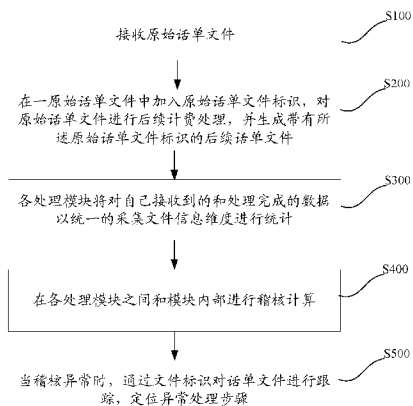 S100
接收原始话单文件
S200
在一原始话单文件中加入原始话单文件标识，对
原始话单文件进行后续计费处理，并生成带有所
述原始话单文件标识的后续话单文件
S300
各处理模块将对自己接收到的和处理完成的数据
以统一的采集文件信息维度进行统计
S400
在各处理模块之间和模块内部进行稽核计算
S500
当稽核异常时，通过文件标识对话单文件进行跟
踪，定位异常处理步骤